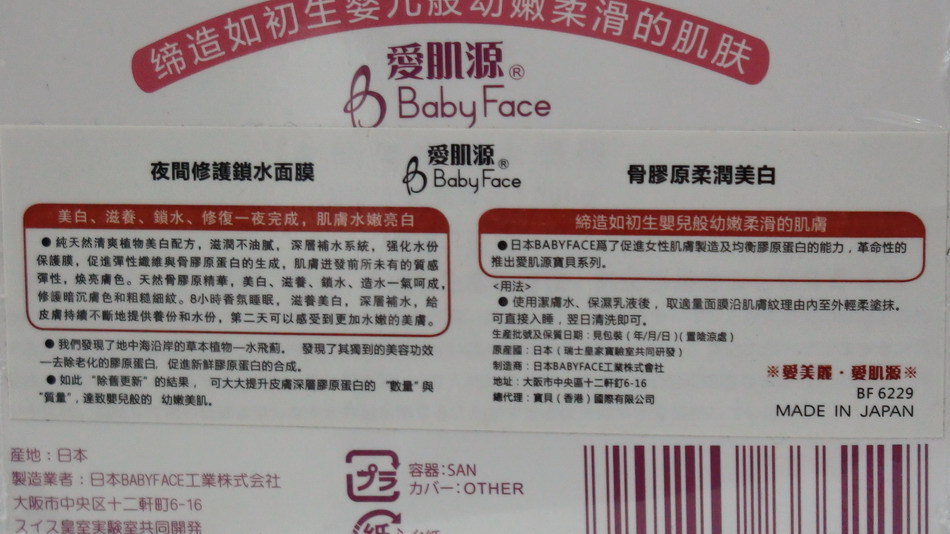 缔造如初生嬰儿般幼嫩柔滑的肌肤
愛肌源®
Baby Face
夜間修護鎖水面膜
愛肌源®
Baby Face
骨膠原柔潤美白
美白、滋養、鎖水、修復一夜完成，肌膚水嫩亮白
● 純天然清爽植物美白配方，滋潤不油膩， 深層補水系統，强化水份
保護膜，促進彈性纖維與骨膠原蛋白的生成，肌膚迸發前所未有的質感
彈性，焕亮膚色。天然骨膠原精華，美白、滋養、鎖水、造水一氣呵成，
修護暗沉膚色和粗糙細紋。8小時香氛睡眠， 滋養美白，深層補水，給
皮膚持續不斷地提供養份和水份，第二天可以感受到更加水嫩的美膚。
● 我們發現了地中海沿岸的草本植物—水飛薊。 發現了其獨到的美容功效
—去除老化的膠原蛋白，促進新鮮膠原蛋白的合成。
● 如此 "除舊更新" 的結果， 可大大提升皮膚深層膠原蛋白的 "數量"與
"質量"，達致嬰兒般的 幼嫩美肌。
締造如初生嬰兒般幼嫩柔滑的肌膚
● 日本BABYFACE爲了促進女性肌膚製造及均衡膠原蛋白的能力，革命性的
推出愛肌源寶貝系列。
<用法>
● 使用潔膚水、保濕乳液後，取適量面膜沿肌膚紋理由内至外輕柔塗抹。
可直接入睡，翌日清洗即可。
生産批號及保質日期：見包裝（年/月/日）(置陰涼處）
原産國：日本（瑞士皇家實驗室共同研發）
制造商：日本BABYFACE工業株式會社
地址：大阪市中央區十二軒町6-16
總代理：寶貝（香港）國際有限公司
※愛美麗·愛肌源※
BF 6229
MADE IN JAPAN
産地：日本
製造業者：日本BABYFACE工業株式会社
大阪市中央区十二軒町6-16
スイス皇室実験室共同開発
プラ
容器：SAN
カバー：OTHER
紙